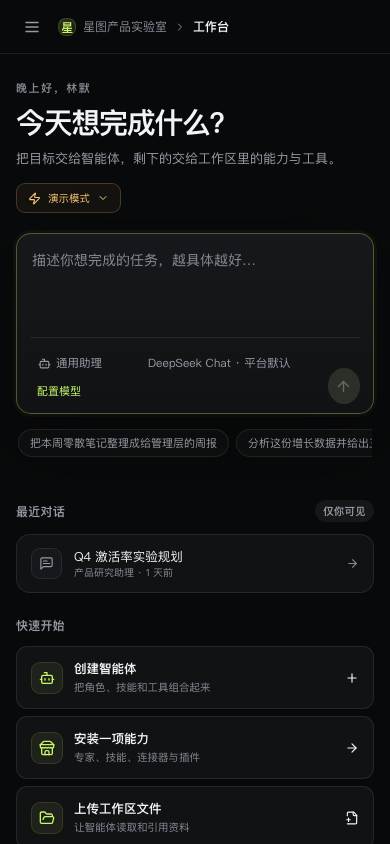 星 星图产品实验室 > 工作台
晚上好，林默
今天想完成什么?
把目标交给智能体，剩下的交给工作区里的能力与工具。
演示模式
描述你想完成的任务，越具体越好...
通用助理 DeepSeek Chat · 平台默认
配置模型
把本周零散笔记整理成给管理层的周报 分析这份增长数据并给出
最近对话 仅你可见
Q4 激活率实验规划
产品研究助理 · 1 天前
快速开始
创建智能体
把角色、技能和工具组合起来
安装一项能力
专家、技能、连接器与插件
上传工作区文件
让智能体读取和引用资料